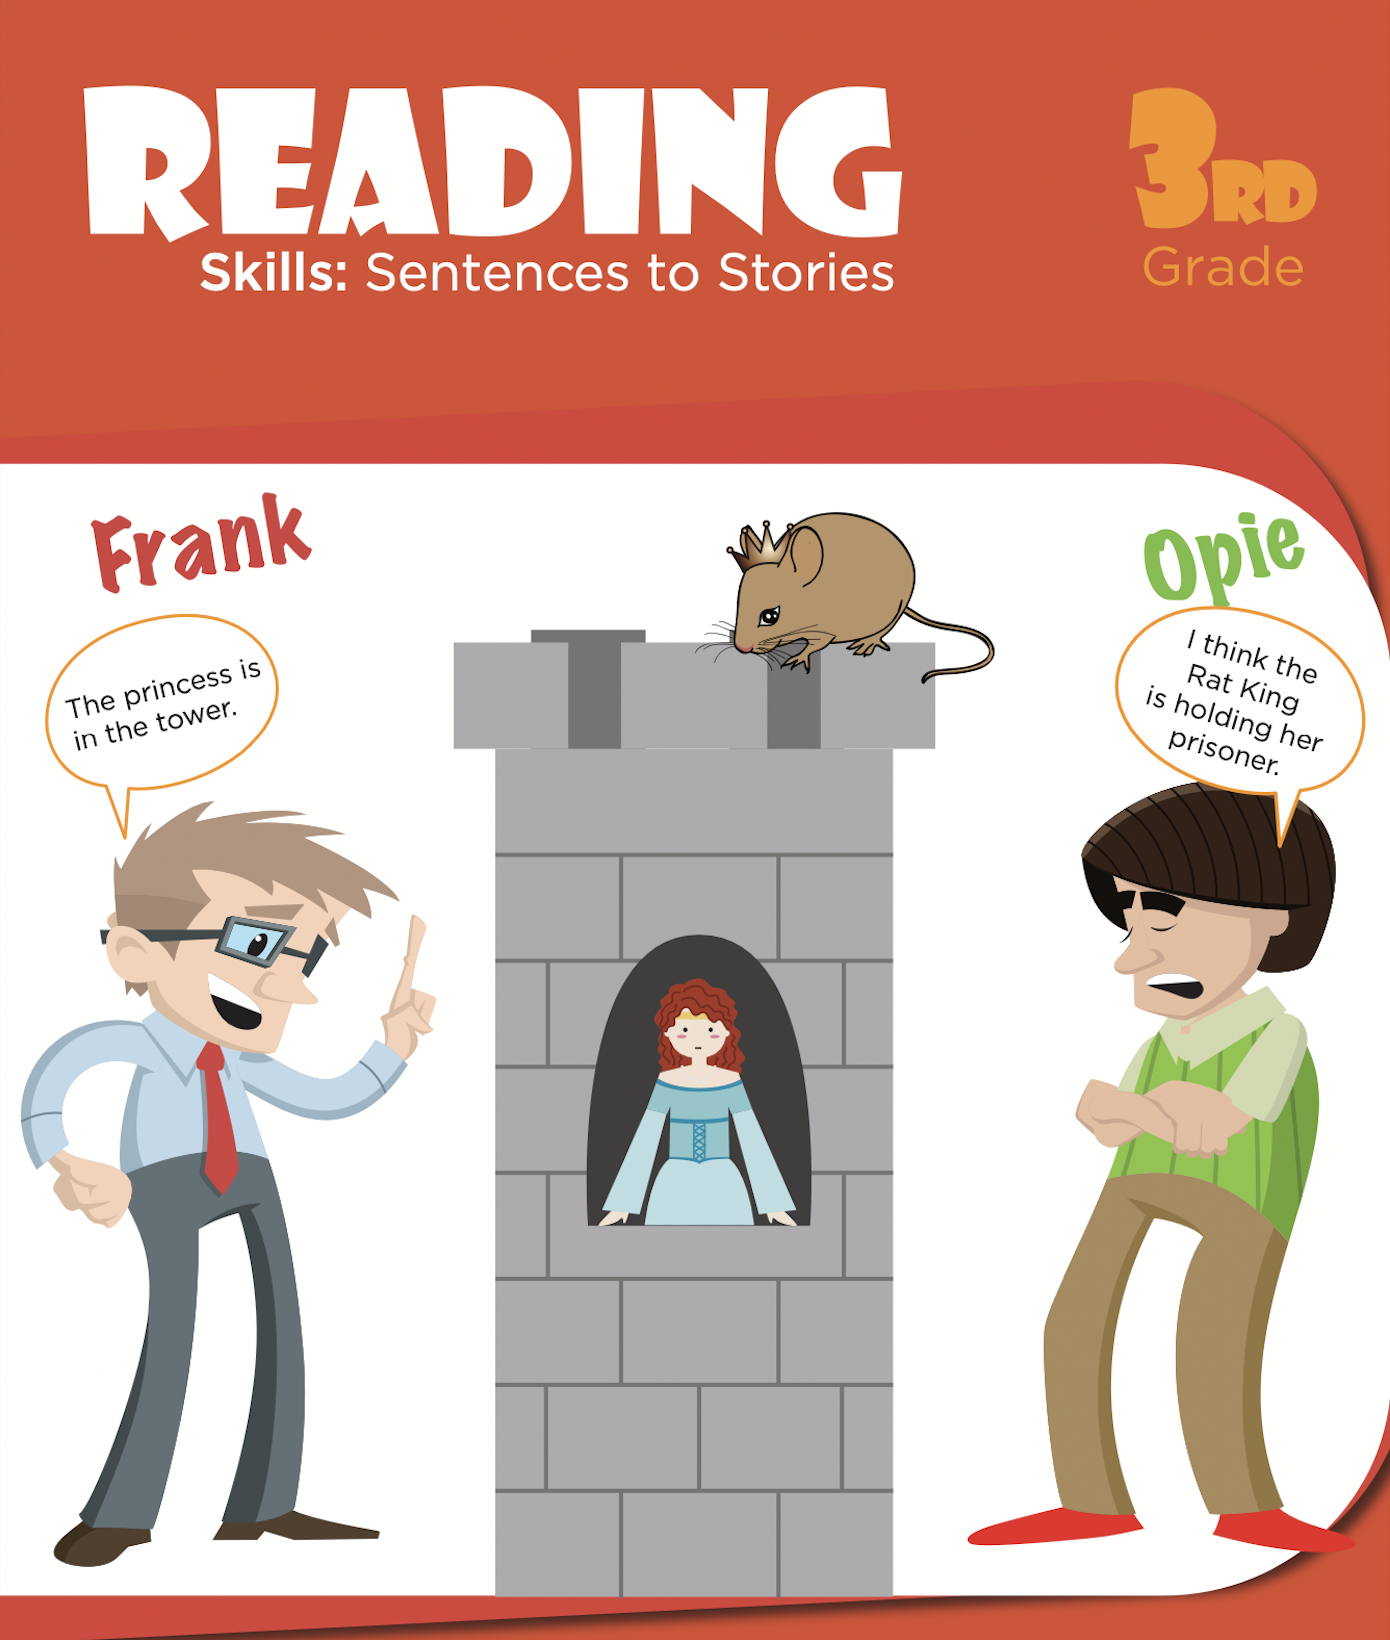 READING
Skills: Sentences to Stories
3RD
Grade
Frank
The princess is
in the tower.
Opie
I think the
Rat King
is holding her
prisoner.